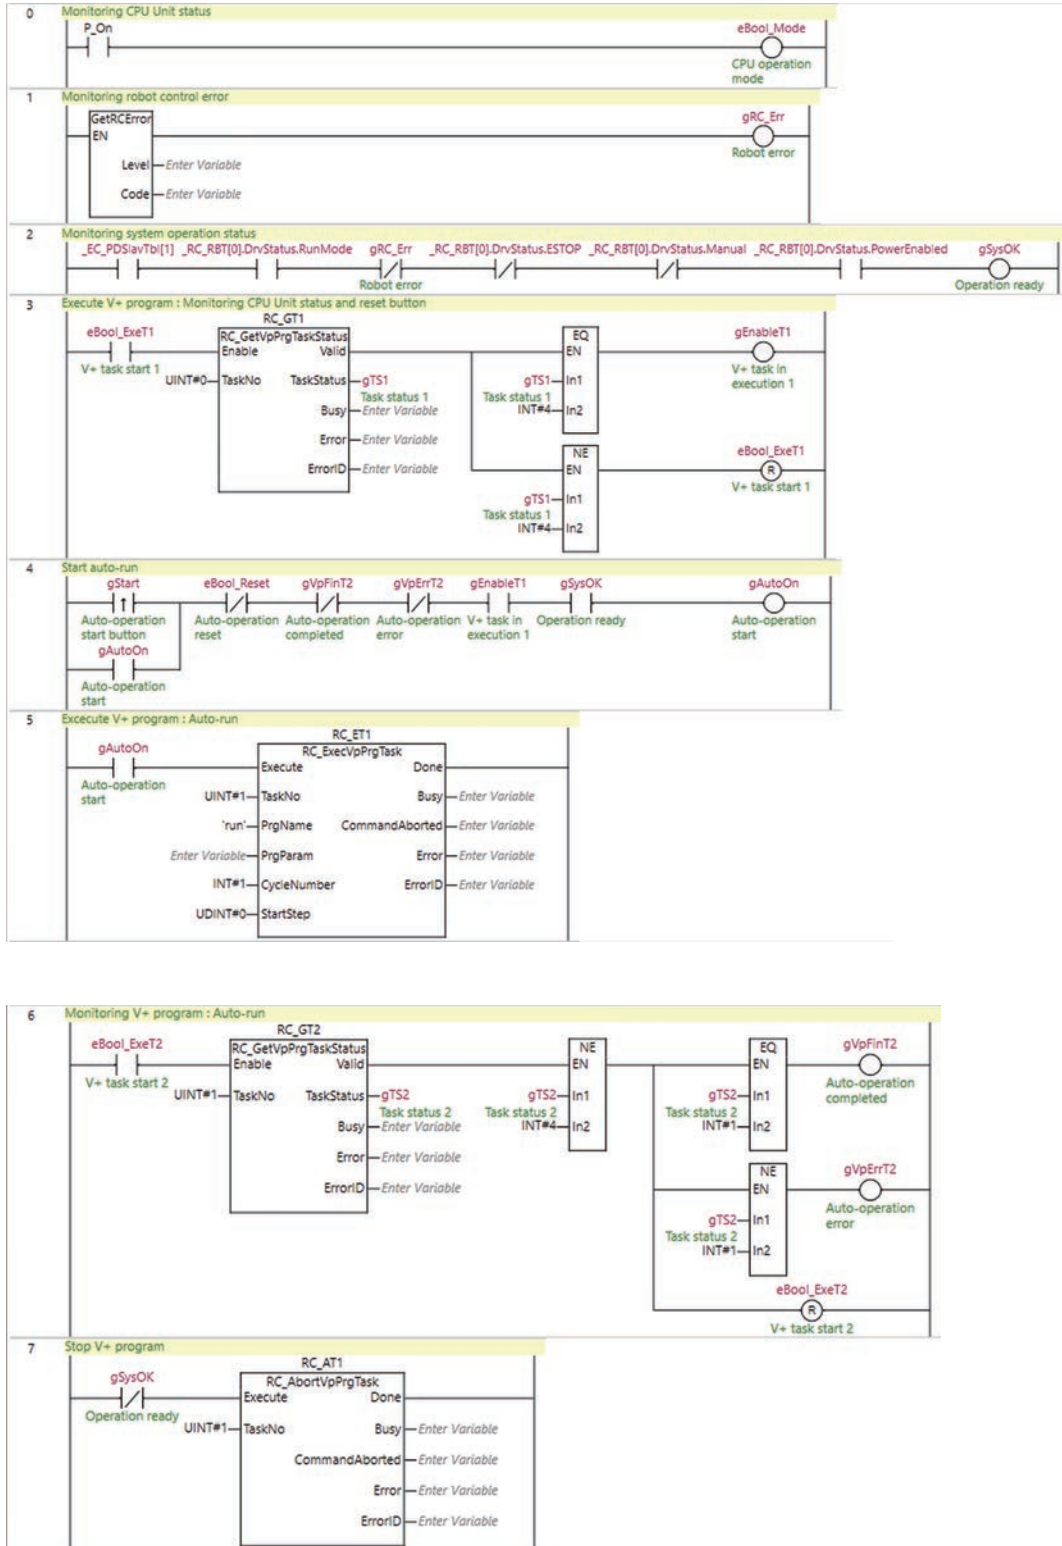 0 Monitoring CPU Unit status
P_On eBool_Mode
CPU operation
mode
1 Monitoring robot control error
GetRCError gRC_Err
EN
Robot error
Level Enter Variable
Code Enter Variable
2 Monitoring system operation status
_EC_PDSlavTbl[1] _RC_RBT[0].DrvStatus.RunMode gRC_Err _RC_RBT[0].DrvStatus.ESTOP _RC_RBT[0].DrvStatus.Manual _RC_RBT[0].DrvStatus.PowerEnabled gSysOK
Robot error Operation ready
3 Execute V+ program : Monitoring CPU Unit status and reset button
RC_GT1
eBool_ExeT1 RC_GetVpPrgTaskStatus EQ gEnableT1
Enable Valid EN
V+ task start 1 V+ task in
execution 1
UINT#0 TaskNo TaskStatus gTS1 gTS1 In1
Task status 1 Task status 1
Busy Enter Variable INT#4 In2
Error Enter Variable
NE eBool_ExeT1
ErrorID Enter Variable EN R
V+ task start 1
gTS1 In1
Task status 1
INT#4 In2
4 Start auto-run
gStart eBool_Reset gVpFinT2 gVpErrT2 gEnableT1 gSysOK gAutoOn
Auto-operation Auto-operation Auto-operation Auto-operation V+ task in Operation ready Auto-operation
start button reset completed error execution 1 start
gAutoOn
Auto-operation
start
5 Excecute V+ program : Auto-run
RC_ET1
gAutoOn RC_ExecVpPrgTask
Execute Done
Auto-operation
start
UINT#1 TaskNo Busy Enter Variable
'run' PrgName CommandAborted Enter Variable
Enter Variable PrgParam Error Enter Variable
INT#1 CycleNumber ErrorID Enter Variable
UDINT#0 StartStep
6 Monitoring V+ program : Auto-run
RC_GT2
eBool_ExeT2 RC_GetVpPrgTaskStatus NE EQ gVpFinT2
Enable Valid EN EN
V+ task start 2 Auto-operation
completed
UINT#1 TaskNo TaskStatus gTS2 gTS2 In1 gTS2 In1
Task status 2 Task status 2 Task status 2
Busy Enter Variable INT#4 In2 INT#1 In2
Error Enter Variable
NE gVpErrT2
ErrorID Enter Variable EN
Auto-operation
error
gTS2 In1
Task status 2
INT#1 In2
eBool_ExeT2
R
V+ task start 2
7 Stop V+ program
RC_AT1
gSysOK RC_AbortVpPrgTask
Execute Done
Operation ready
UINT#1 TaskNo Busy Enter Variable
CommandAborted Enter Variable
Error Enter Variable
ErrorID Enter Variable